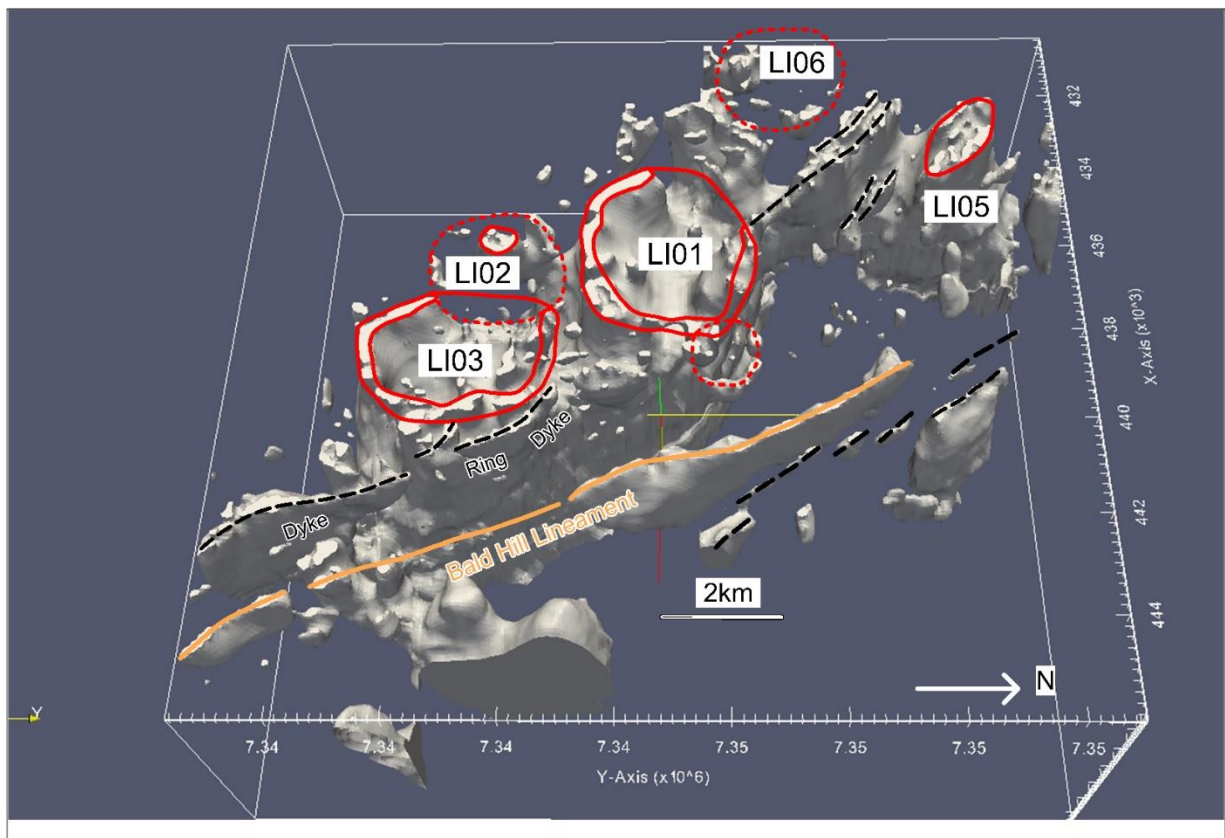 LI06
432
434
LI05
436
LI01
LI02
438
X-Axis (x10^3)
LI03
440
Dyke
Ring
442
Dyke
Bald Hill Lineament
2km
444
N
Y
7.34
7.34
7.34
7.34
7.35
7.35
7.35
7.35
Y-Axis (x10^6)